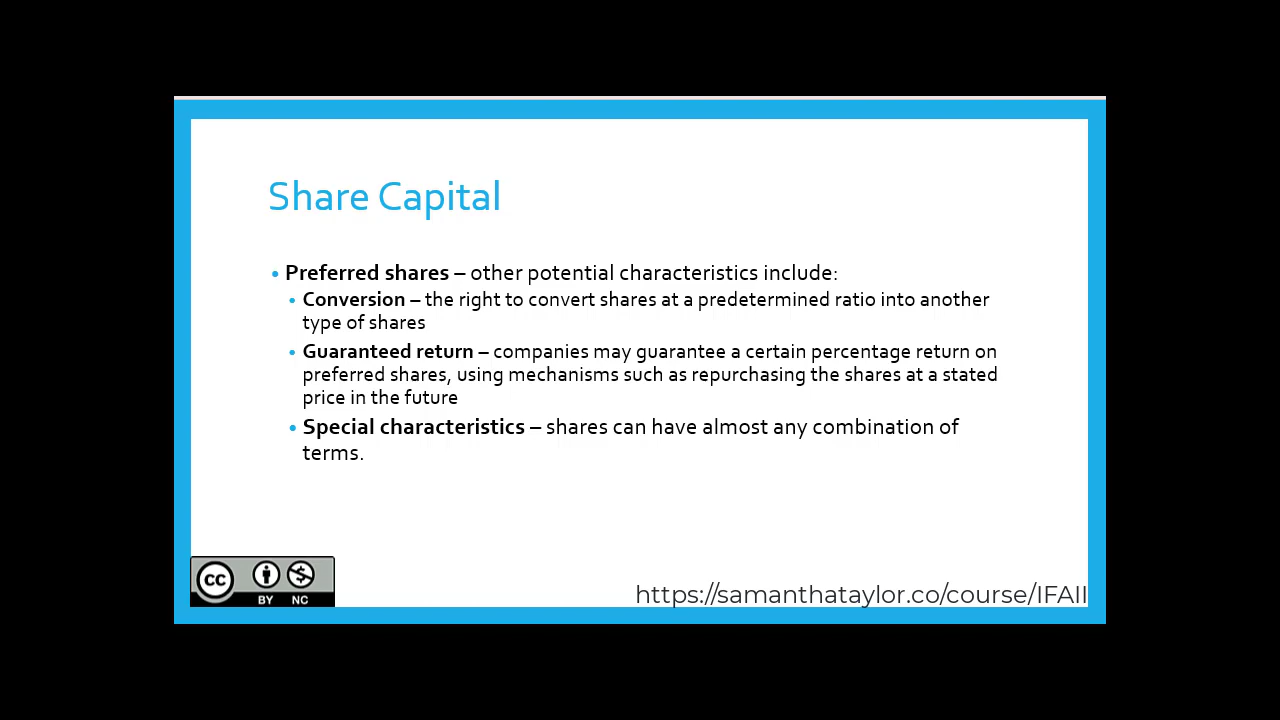 Share Capital
• Preferred shares – other potential characteristics include:
• Conversion – the right to convert shares at a predetermined ratio into another
type of shares
• Guaranteed return – companies may guarantee a certain percentage return on
preferred shares, using mechanisms such as repurchasing the shares at a stated
price in the future
• Special characteristics – shares can have almost any combination of
terms.
cc
BY NC
https://samanthataylor.co/course/IFAII